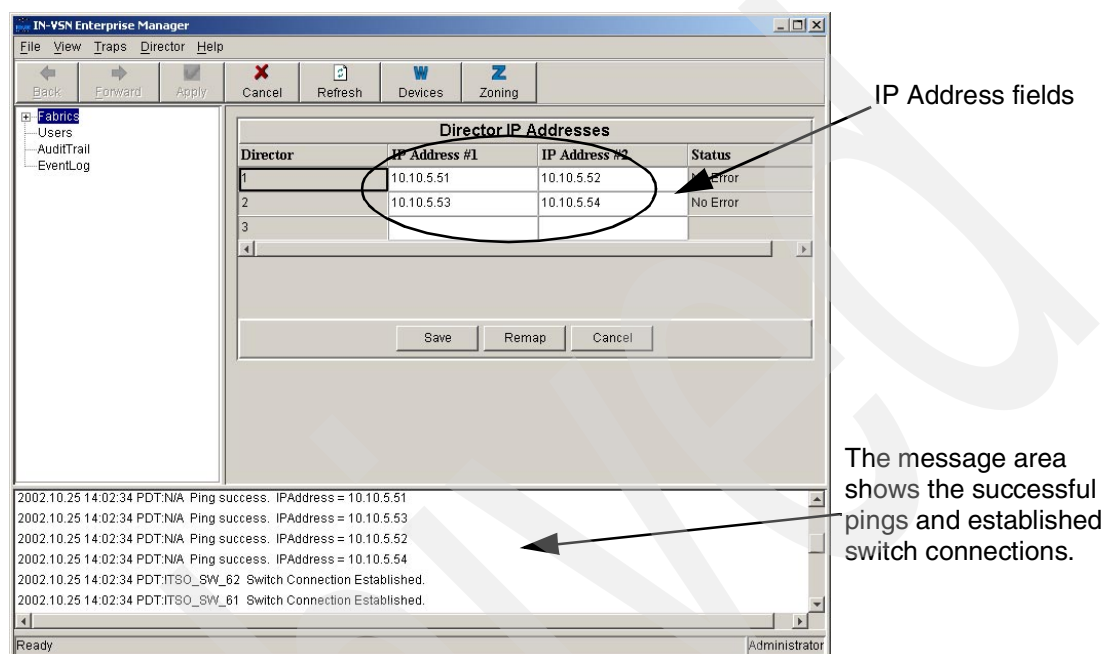 IN-VSN Enterprise Manager
File View Traps Director Help
Back Forward Apply Cancel Refresh Devices Zoning
Fabrics
Users
AuditTrail
EventLog
Director IP Addresses
Director IP Address #1 IP Address #2 Status
1 10.10.5.51 10.10.5.52 No Error
2 10.10.5.53 10.10.5.54 No Error
3
Save Remap Cancel
IP Address fields
2002.10.25 14:02:34 PDT:N/A Ping success. IPAddress = 10.10.5.51
2002.10.25 14:02:34 PDT:N/A Ping success. IPAddress = 10.10.5.53
2002.10.25 14:02:34 PDT:N/A Ping success. IPAddress = 10.10.5.52
2002.10.25 14:02:34 PDT:N/A Ping success. IPAddress = 10.10.5.54
2002.10.25 14:02:34 PDT:ITSO_SW_62 Switch Connection Established.
2002.10.25 14:02:34 PDT:ITSO_SW_61 Switch Connection Established.
The message area
shows the successful
pings and established
switch connections.
Ready Administrator